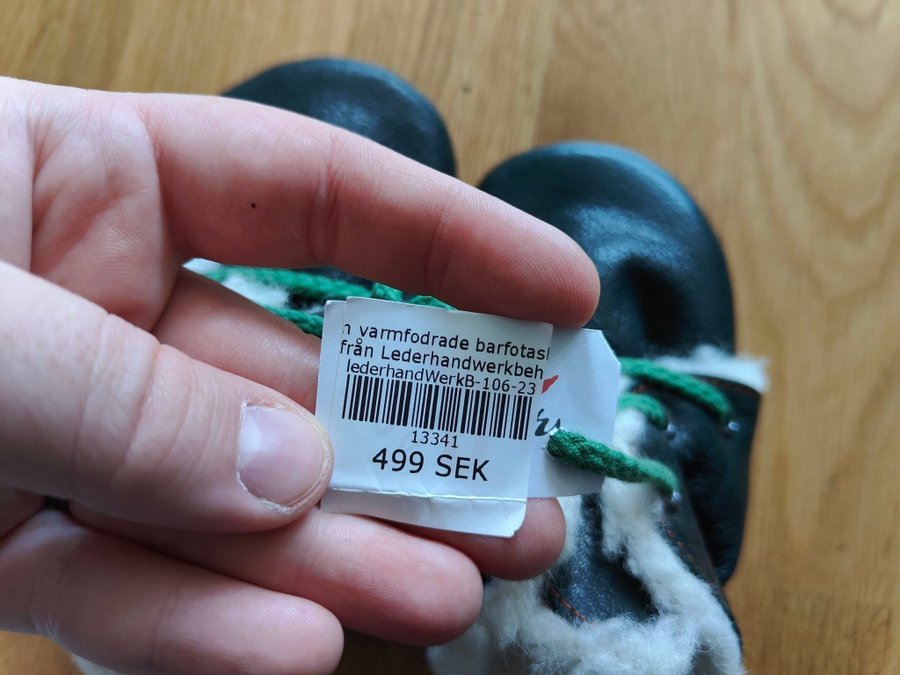 n varmfodrade barfotas
från Lederhandwerkbeh
lederhandWerkB-106-23
13341
499 SEK